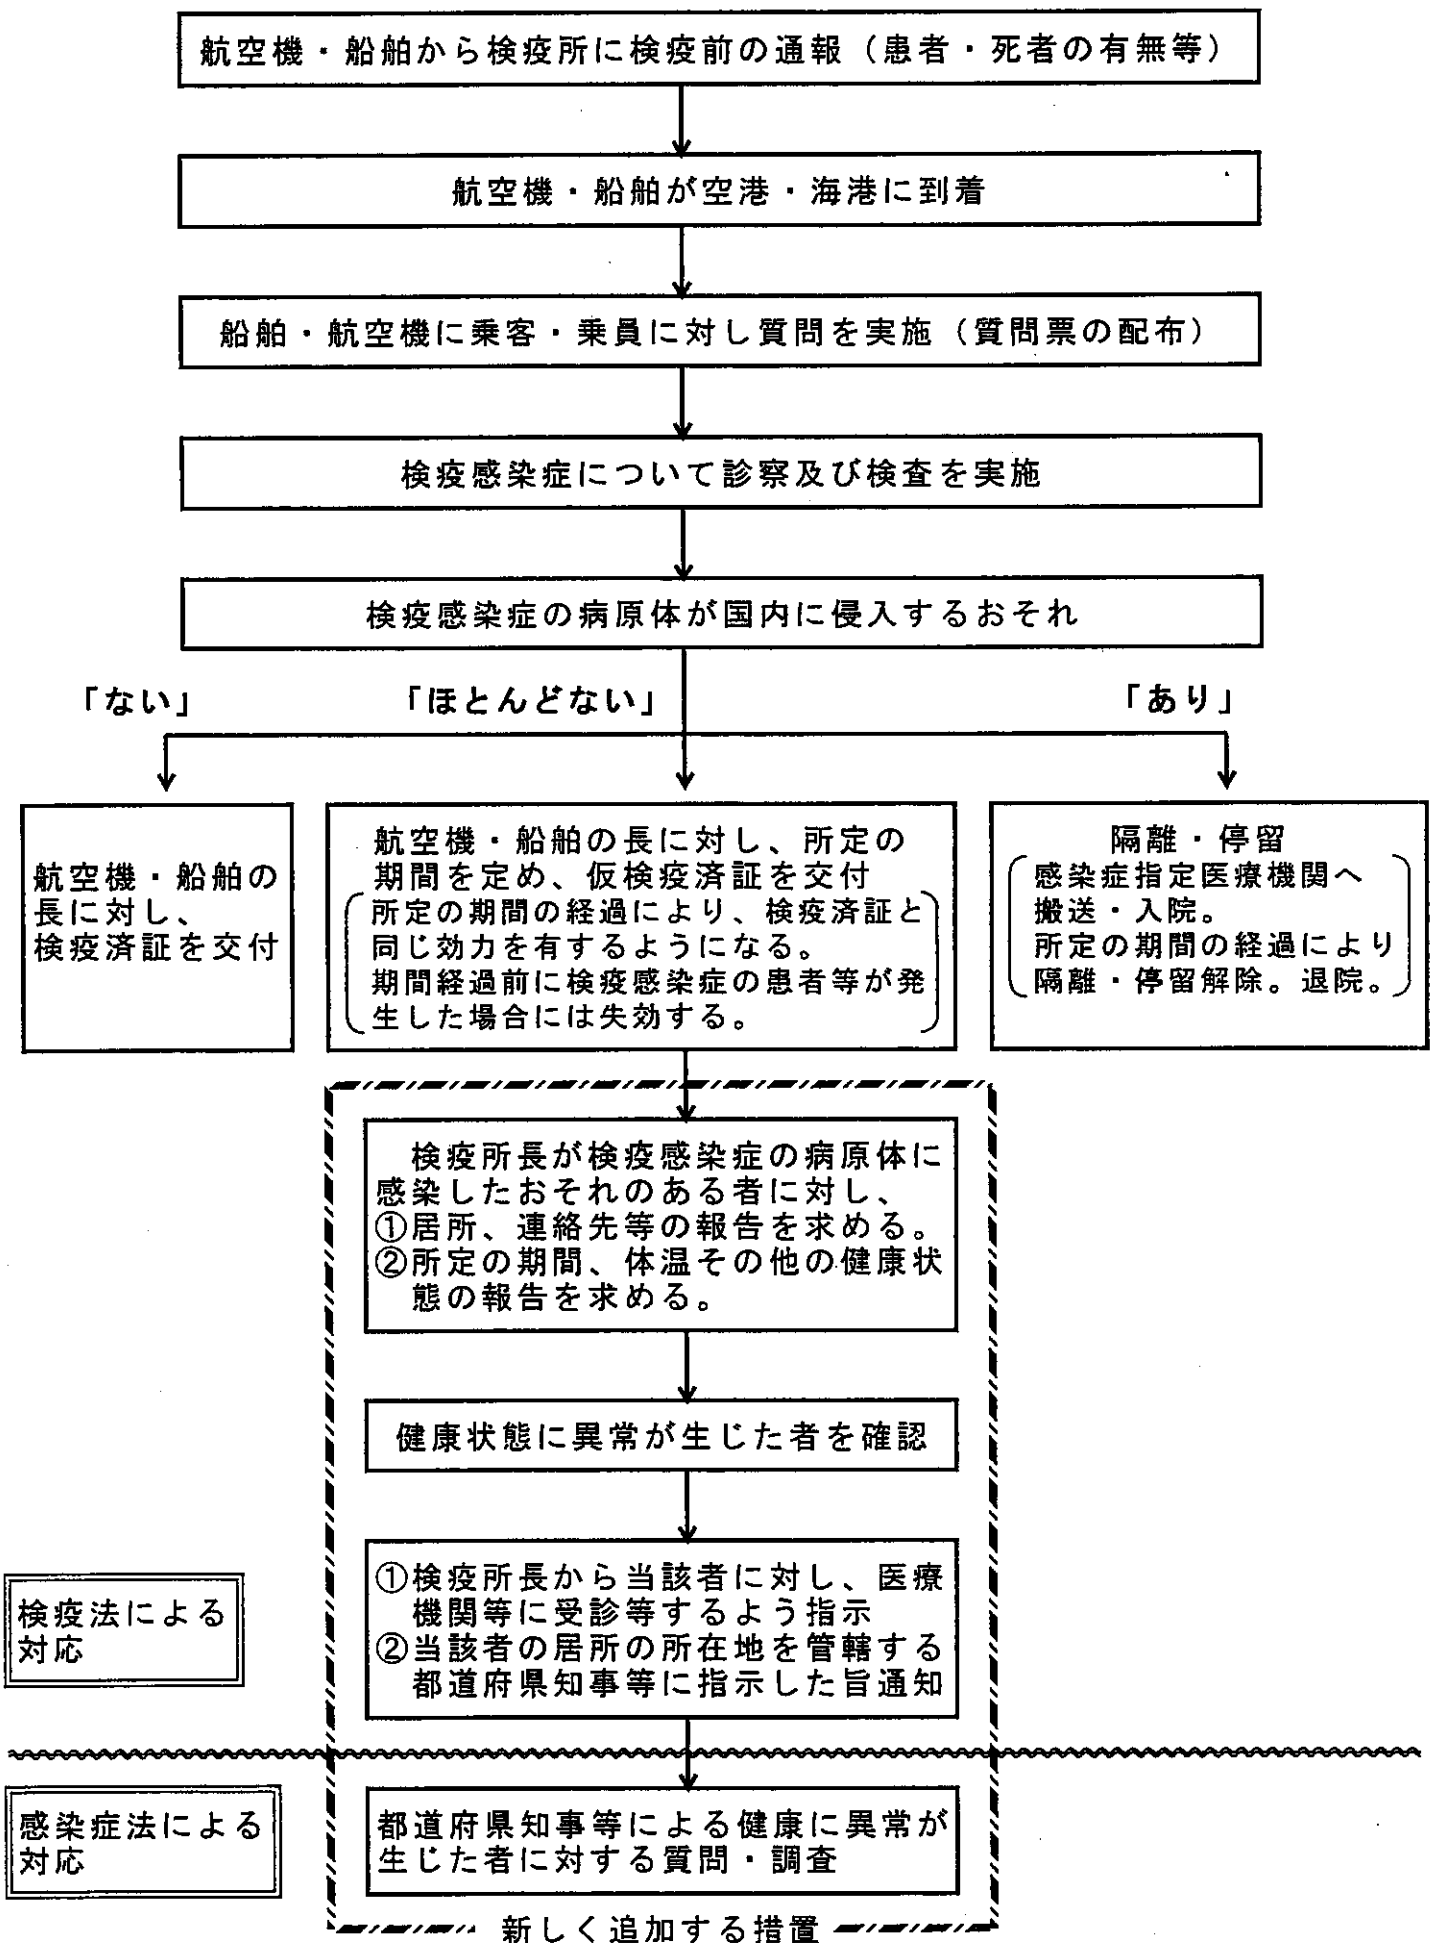 航空機・船舶から検疫所に検疫前の通報（患者・死者の有無等）
航空機・船舶が空港・海港に到着
船舶・航空機に乗客・乗員に対し質問を実施（質問票の配布）
検疫感染症について診察及び検査を実施
検疫感染症の病原体が国内に侵入するおそれ
「ない」
「ほとんどない」
「あり」
航空機・船舶の
長に対し、
検疫済証を交付
航空機・船舶の長に対し、所定の
期間を定め、仮検疫済証を交付
所定の期間の経過により、検疫済証と
同じ効力を有するようになる。
期間経過前に検疫感染症の患者等が発
生した場合には失効する。
隔離・停留
感染症指定医療機関へ
搬送・入院。
所定の期間の経過により
隔離・停留解除。退院。
検疫所長が検疫感染症の病原体に
感染したおそれのある者に対し、
①居所、連絡先等の報告を求める。
②所定の期間、体温その他の健康状
態の報告を求める。
健康状態に異常が生じた者を確認
①検疫所長から当該者に対し、医療
機関等に受診等するよう指示
②当該者の居所の所在地を管轄する
都道府県知事等に指示した旨通知
検疫法による
対応
感染症法による
対応
都道府県知事等による健康に異常が
生じた者に対する質問・調査
新しく追加する措置